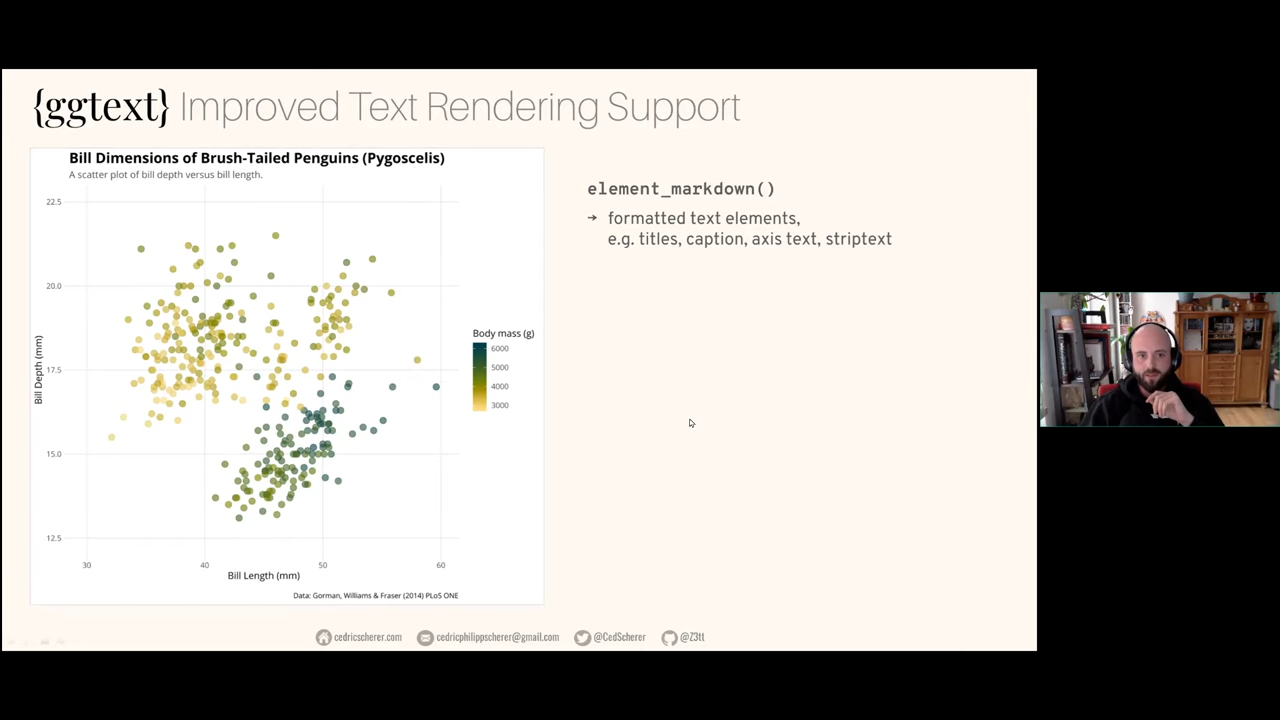 {ggtext} Improved Text Rendering Support
Bill Dimensions of Brush-Tailed Penguins (Pygoscelis)
A scatter plot of bill depth versus bill length.
22.5
20.0
17.5
15.0
12.5
Bill Depth (mm)
30 40 50 60
Bill Length (mm)
Data: Gorman, Williams & Fraser (2014) PLoS ONE
Body mass (g)
6000
5000
4000
3000
element_markdown()
→ formatted text elements,
e.g. titles, caption, axis text, striptext
cedricscherer.com cedricphilippscherer@gmail.com @CedScherer @Z3tt